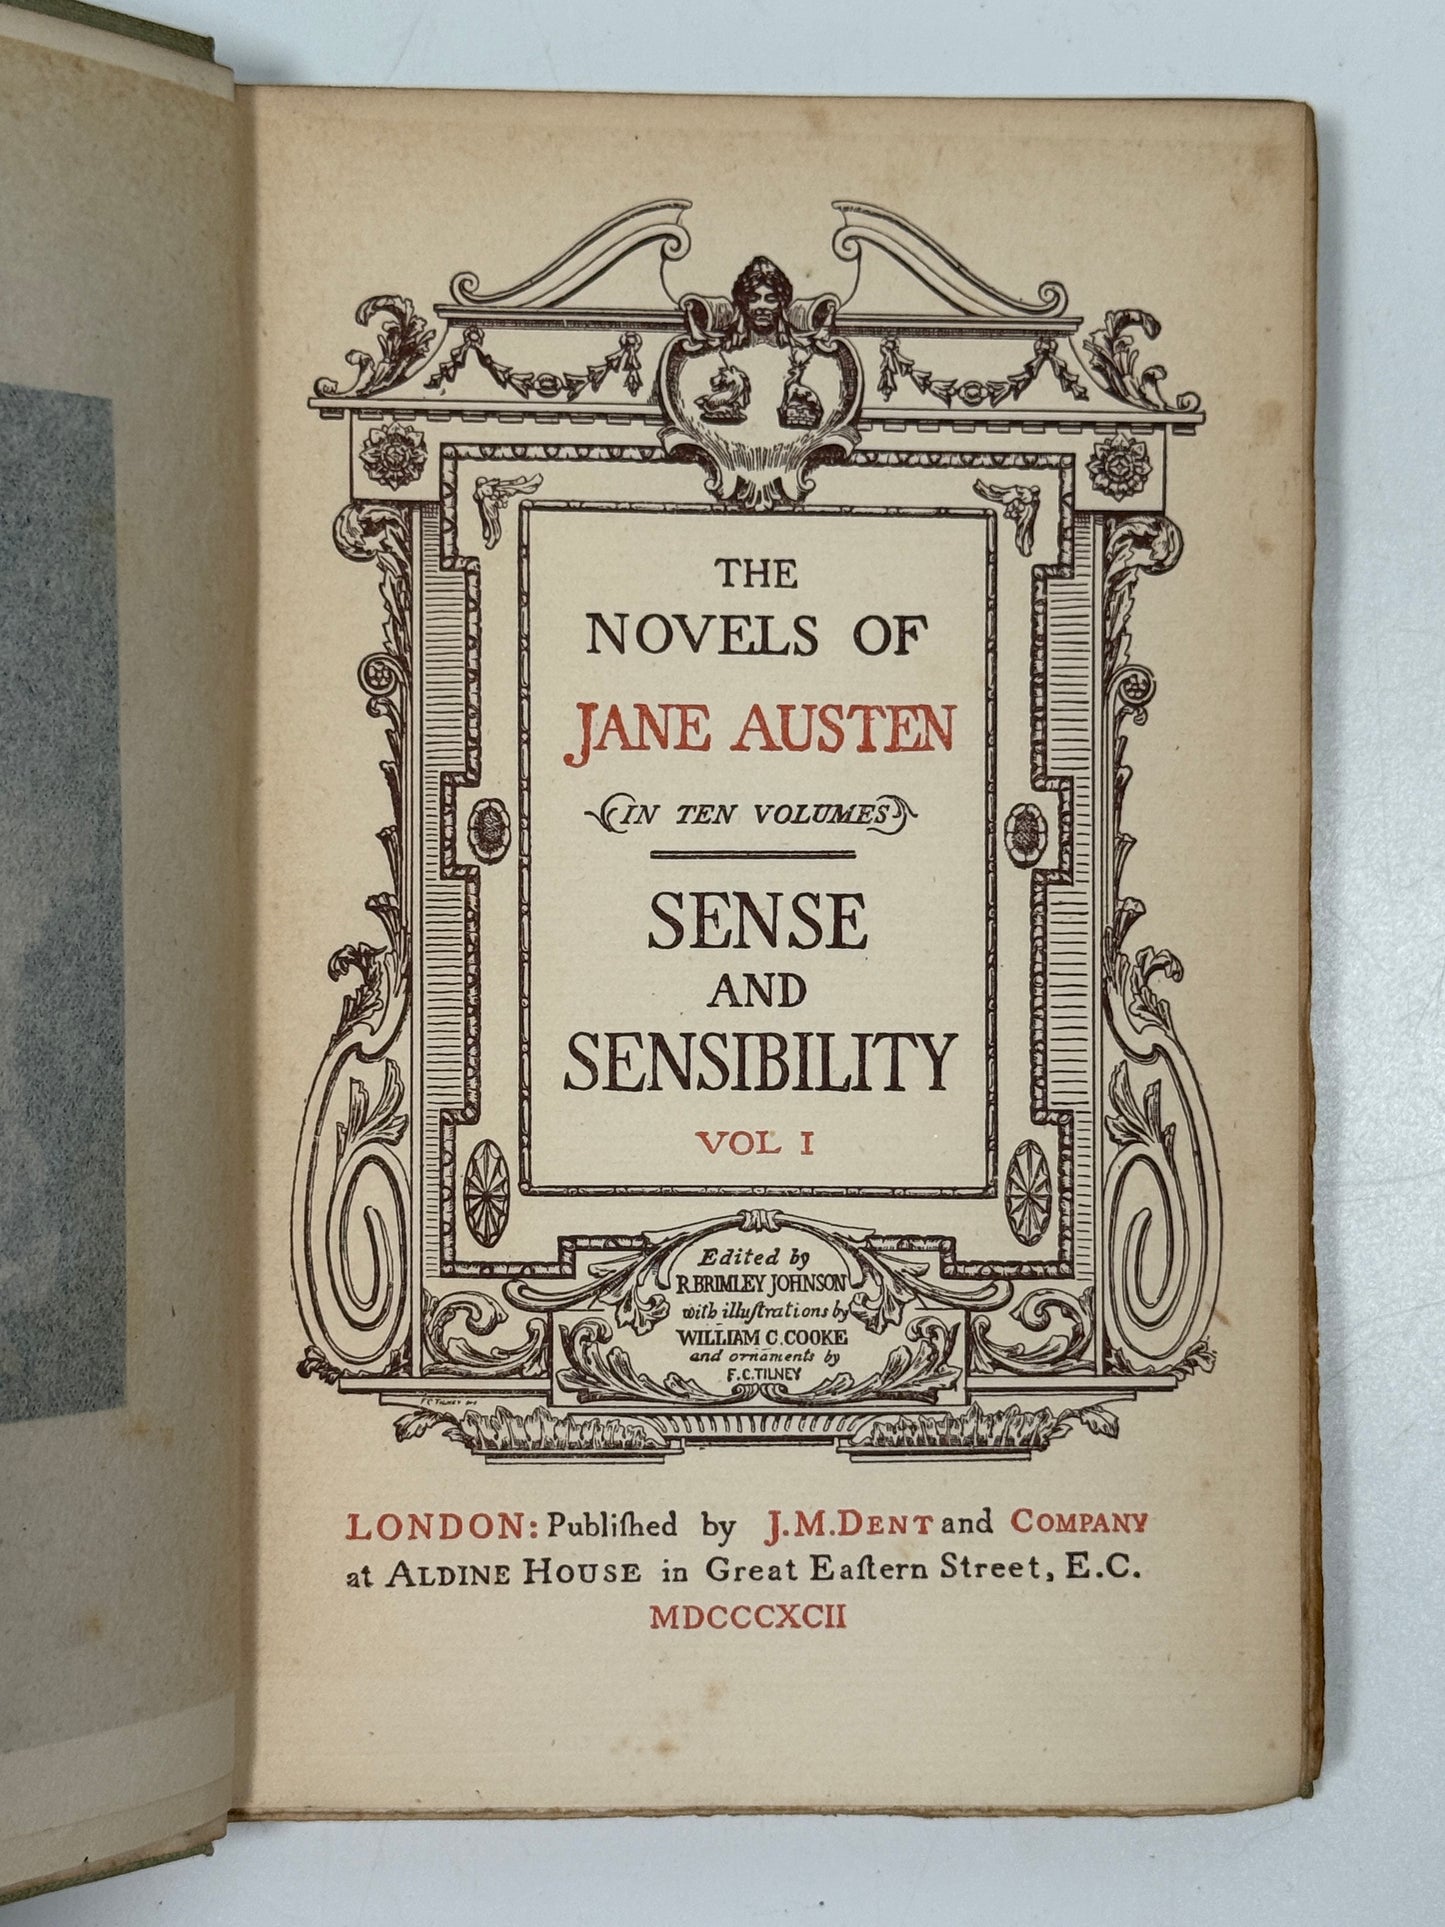 THE
NOVELS OF
JANE AUSTEN
IN TEN VOLUMES
SENSE
AND
SENSIBILITY
VOL I
Edited by
R. BRIMLEY JOHNSON
with illuſtrations by
WILLIAM C. COOKE
and ornaments by
F. C. TILNEY
F C TILNEY
LONDON: Publiſhed by J. M. DENT and COMPANY
at ALDINE HOUSE in Great Eaſtern Street, E.C.
MDCCCXCII